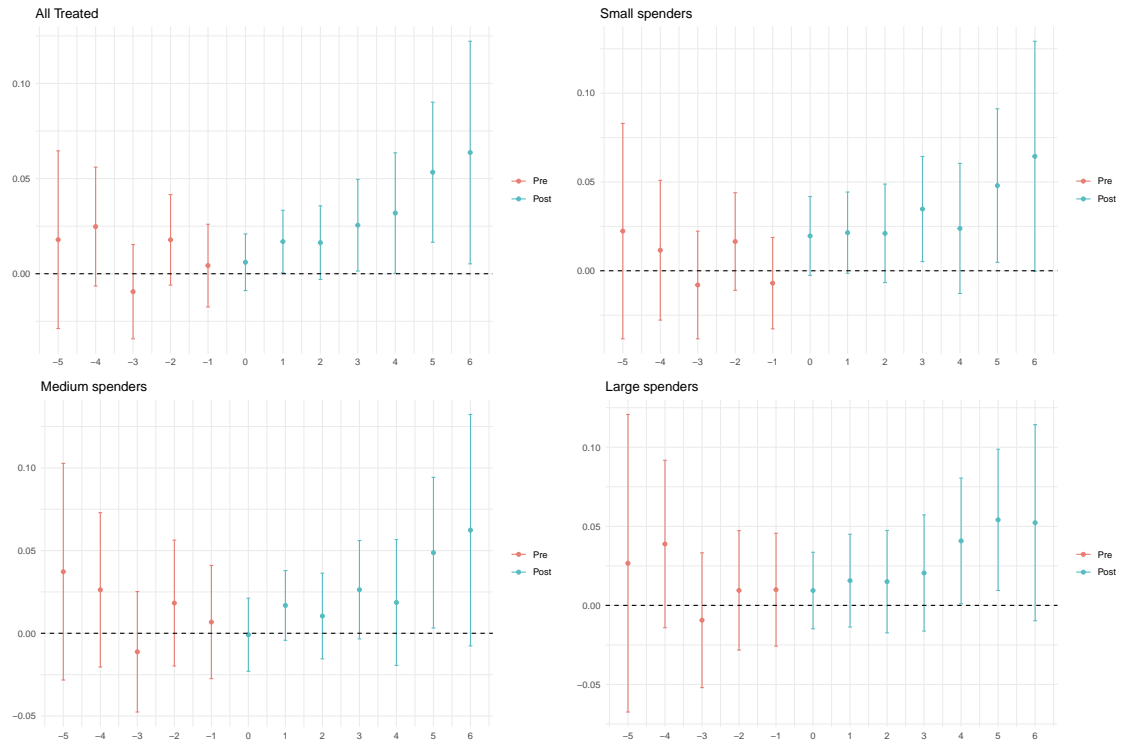 All Treated
0.10
0.05
0.00
−5 −4 −3 −2 −1 0 1 2 3 4 5 6
Pre
Post
Small spenders
0.10
0.05
0.00
−5 −4 −3 −2 −1 0 1 2 3 4 5 6
Pre
Post
Medium spenders
0.10
0.05
0.00
−0.05
−5 −4 −3 −2 −1 0 1 2 3 4 5 6
Pre
Post
Large spenders
0.10
0.05
0.00
−0.05
−5 −4 −3 −2 −1 0 1 2 3 4 5 6
Pre
Post